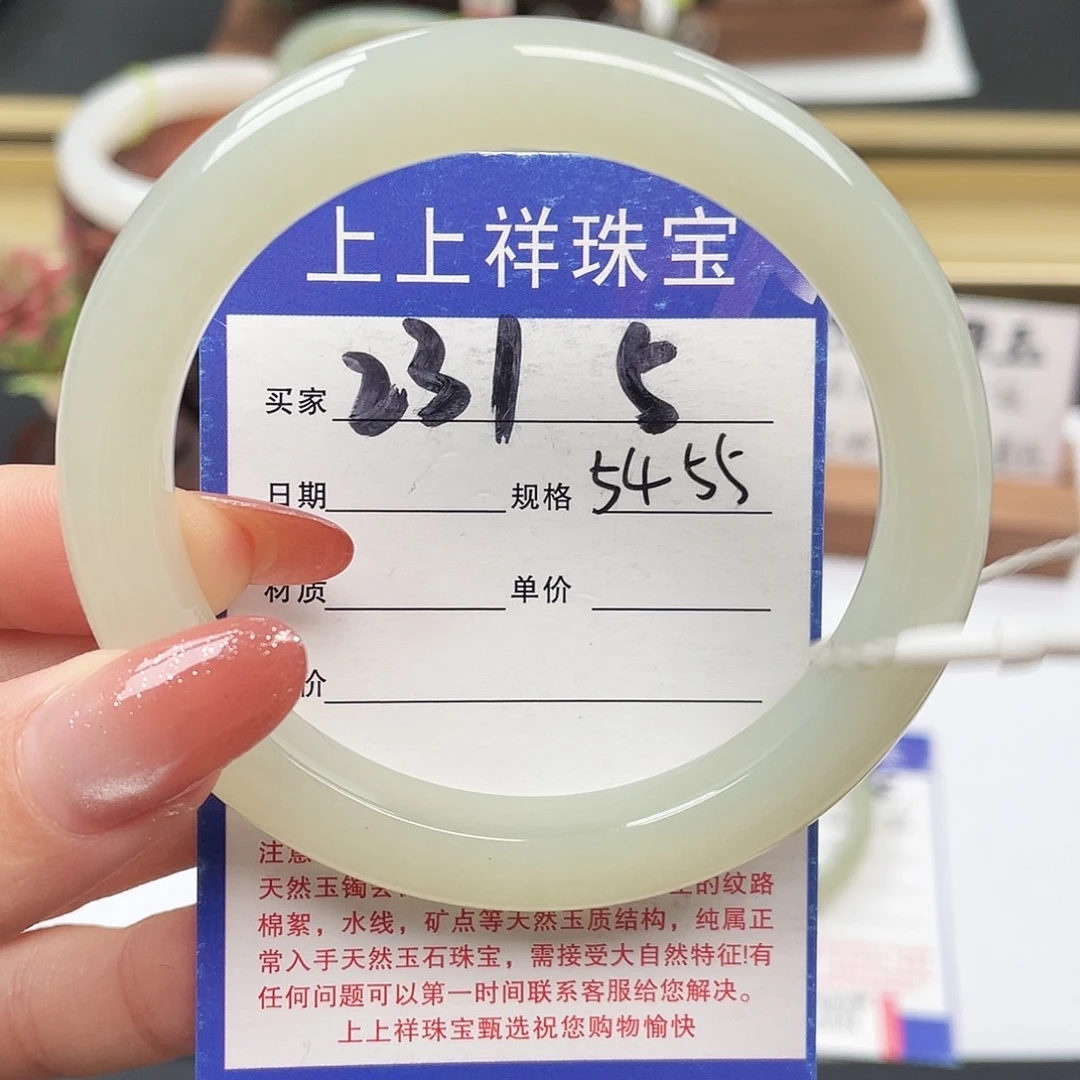 上上祥珠宝
买家 231 5
日期 规格 54 55
材质 单价
价
注意
天然玉镯会 的纹路
棉絮，水线，矿点等天然玉质结构，纯属正
常入手天然玉石珠宝，需接受大自然特征!有
任何问题可以第一时间联系客服给您解决。
上上祥珠宝甄选祝您购物愉快